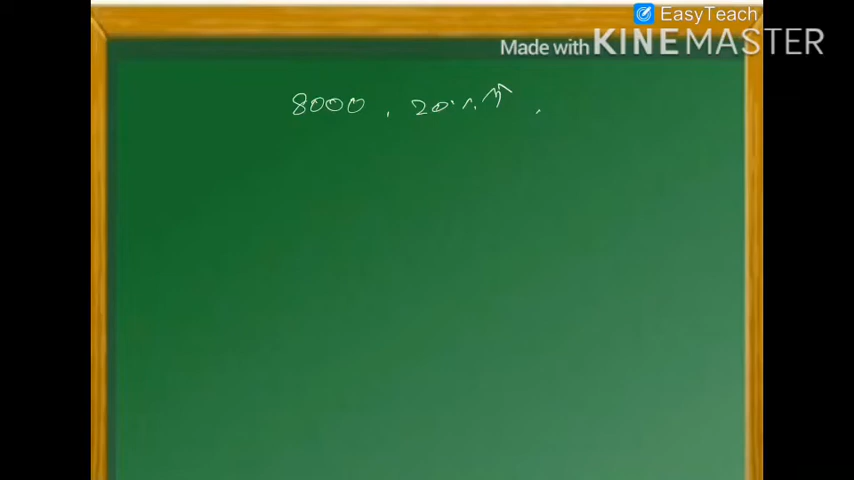 EasyTeach
Made with KINEMASTER
8000 , 20% ↑ ,